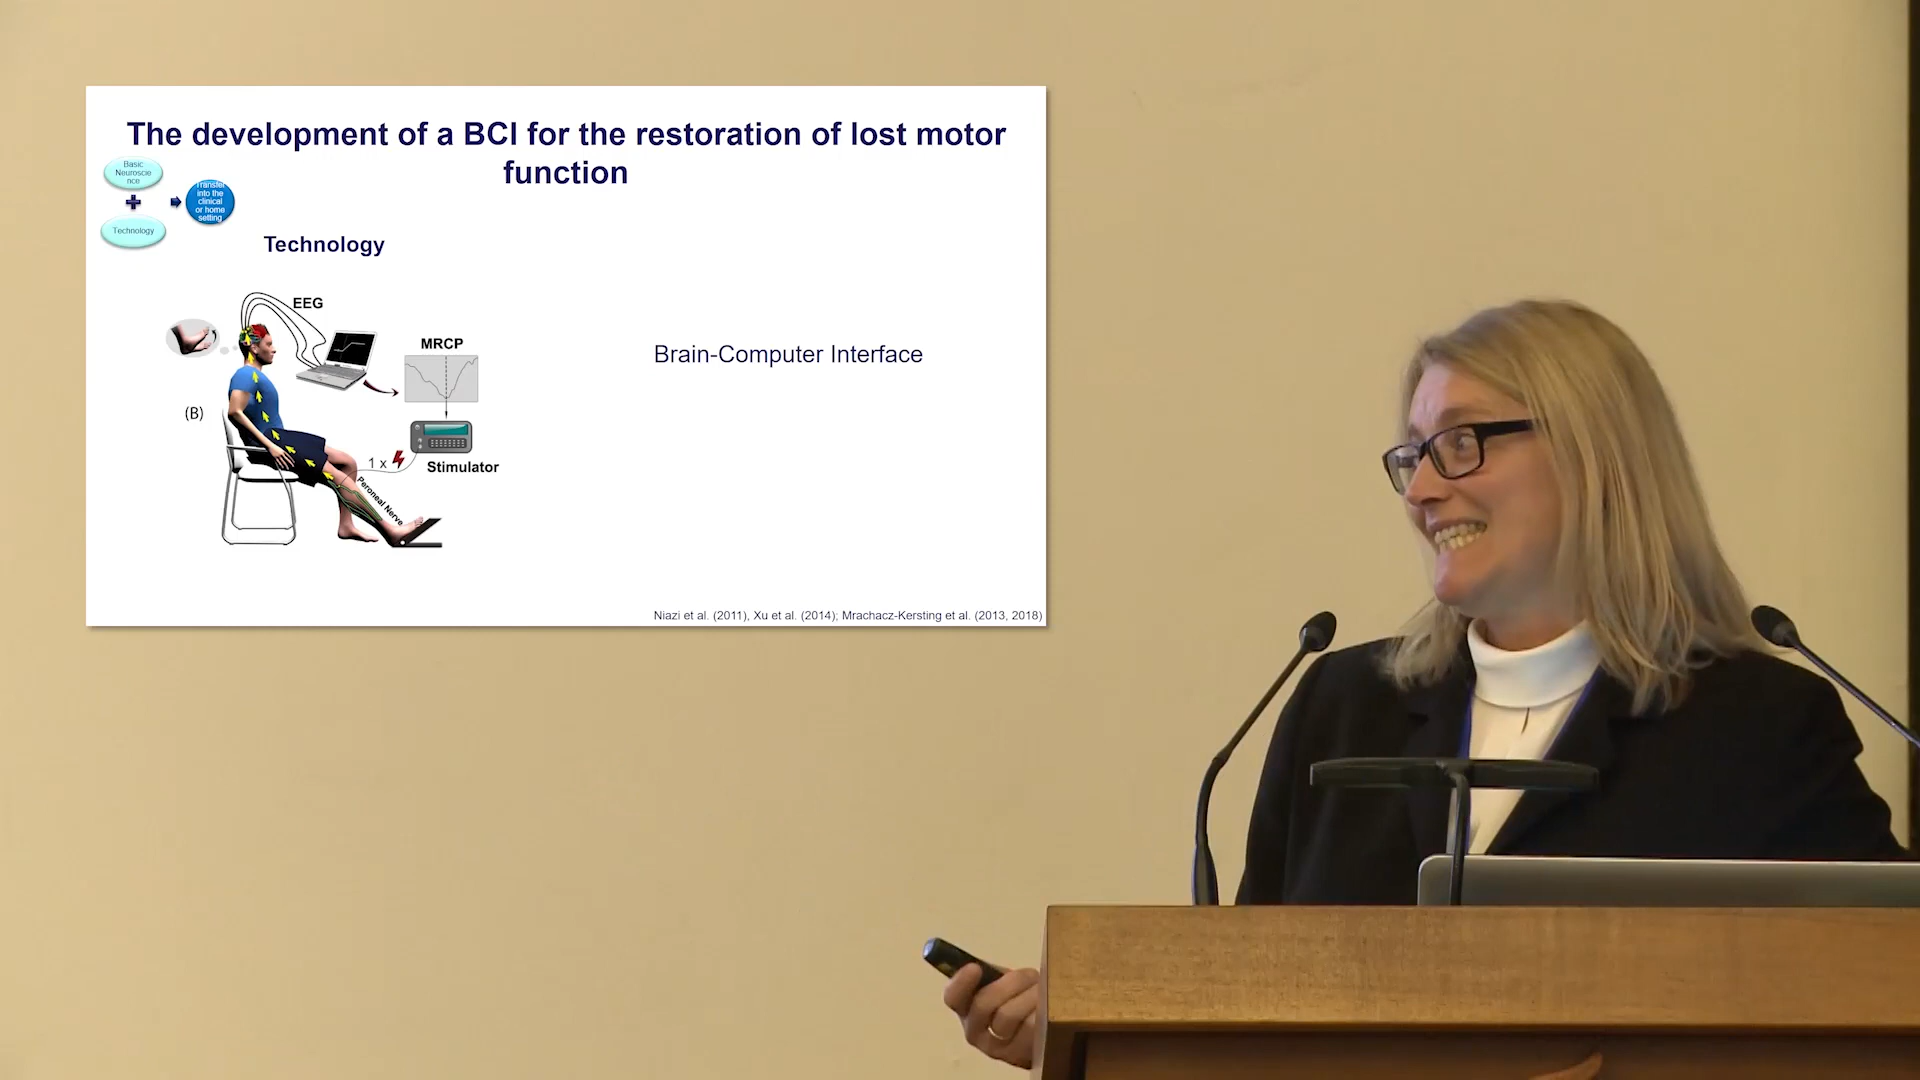 The development of a BCI for the restoration of lost motor
function
Basic
Neuroscie
nce
Technology
Transfer
into the
clinical
or home
setting
Technology
EEG
MRCP
(B)
1 x
Stimulator
Peroneal Nerve
Brain-Computer Interface
Niazi et al. (2011), Xu et al. (2014); Mrachacz-Kersting et al. (2013, 2018)